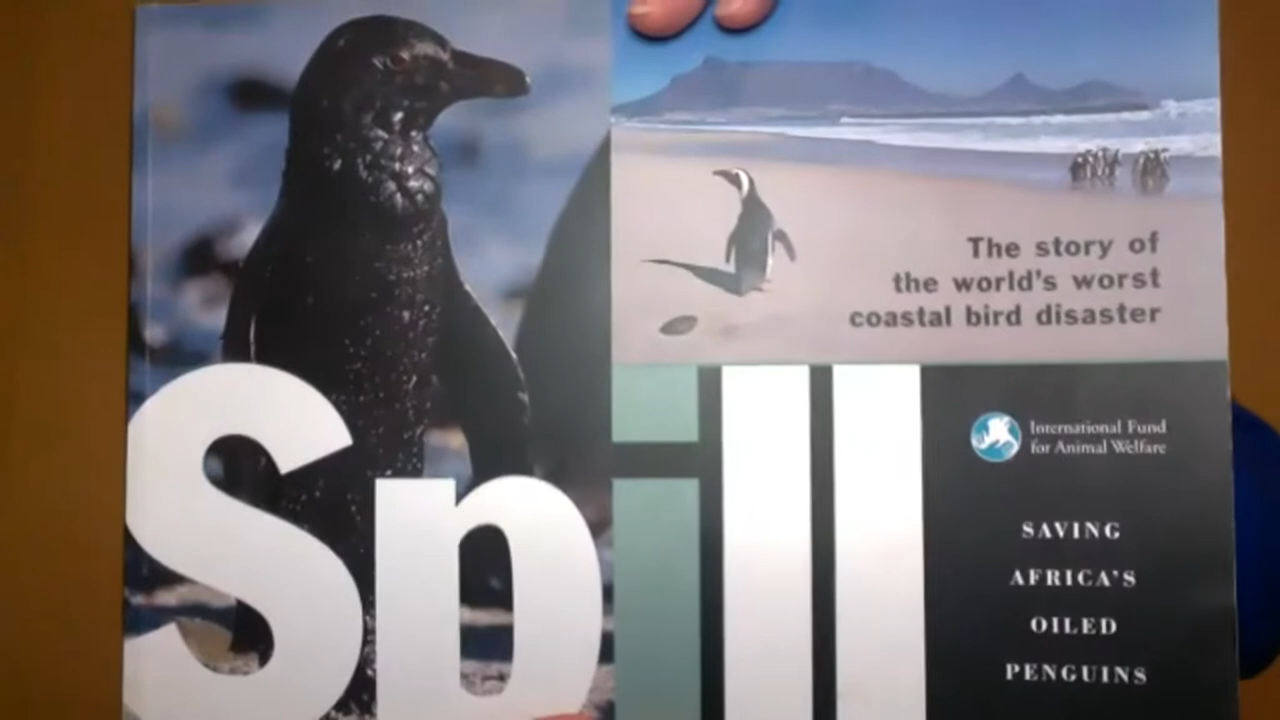 The story of
the world's worst
coastal bird disaster
Spill
International Fund
for Animal Welfare
SAVING
AFRICA'S
OILED
PENGUINS